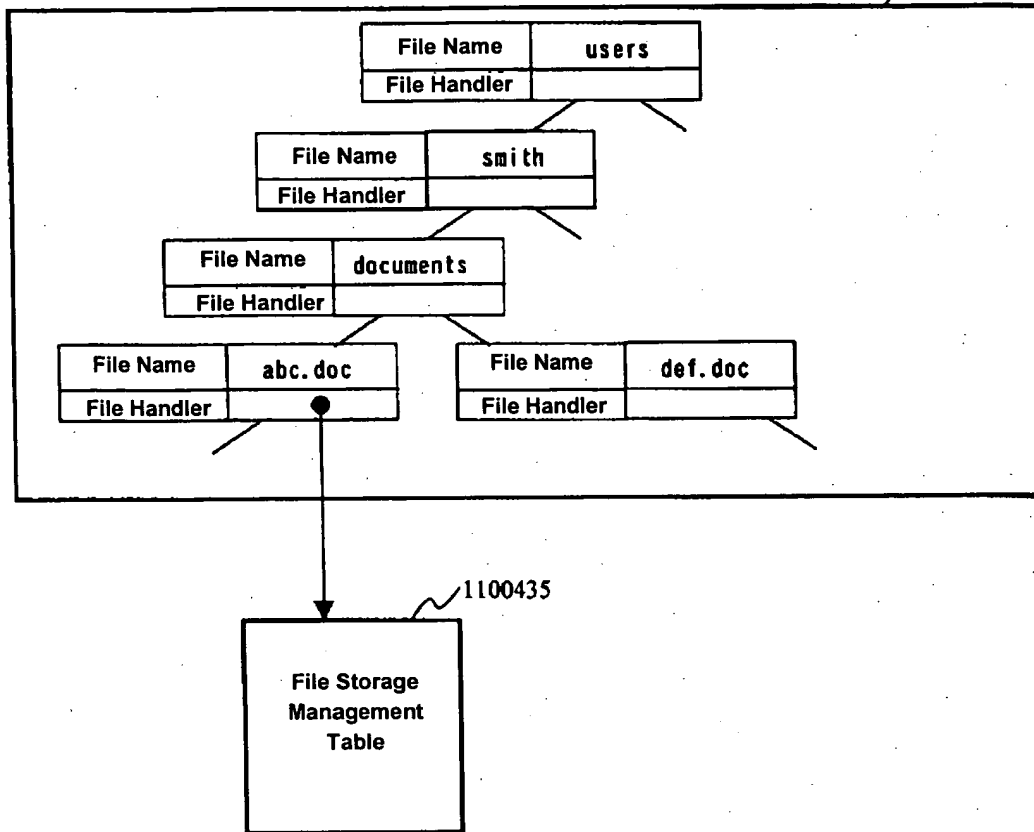 File Name users
File Handler
File Name smith
File Handler
File Name documents
File Handler
File Name abc.doc
File Handler
File Name def.doc
File Handler
1100435
File Storage
Management
Table